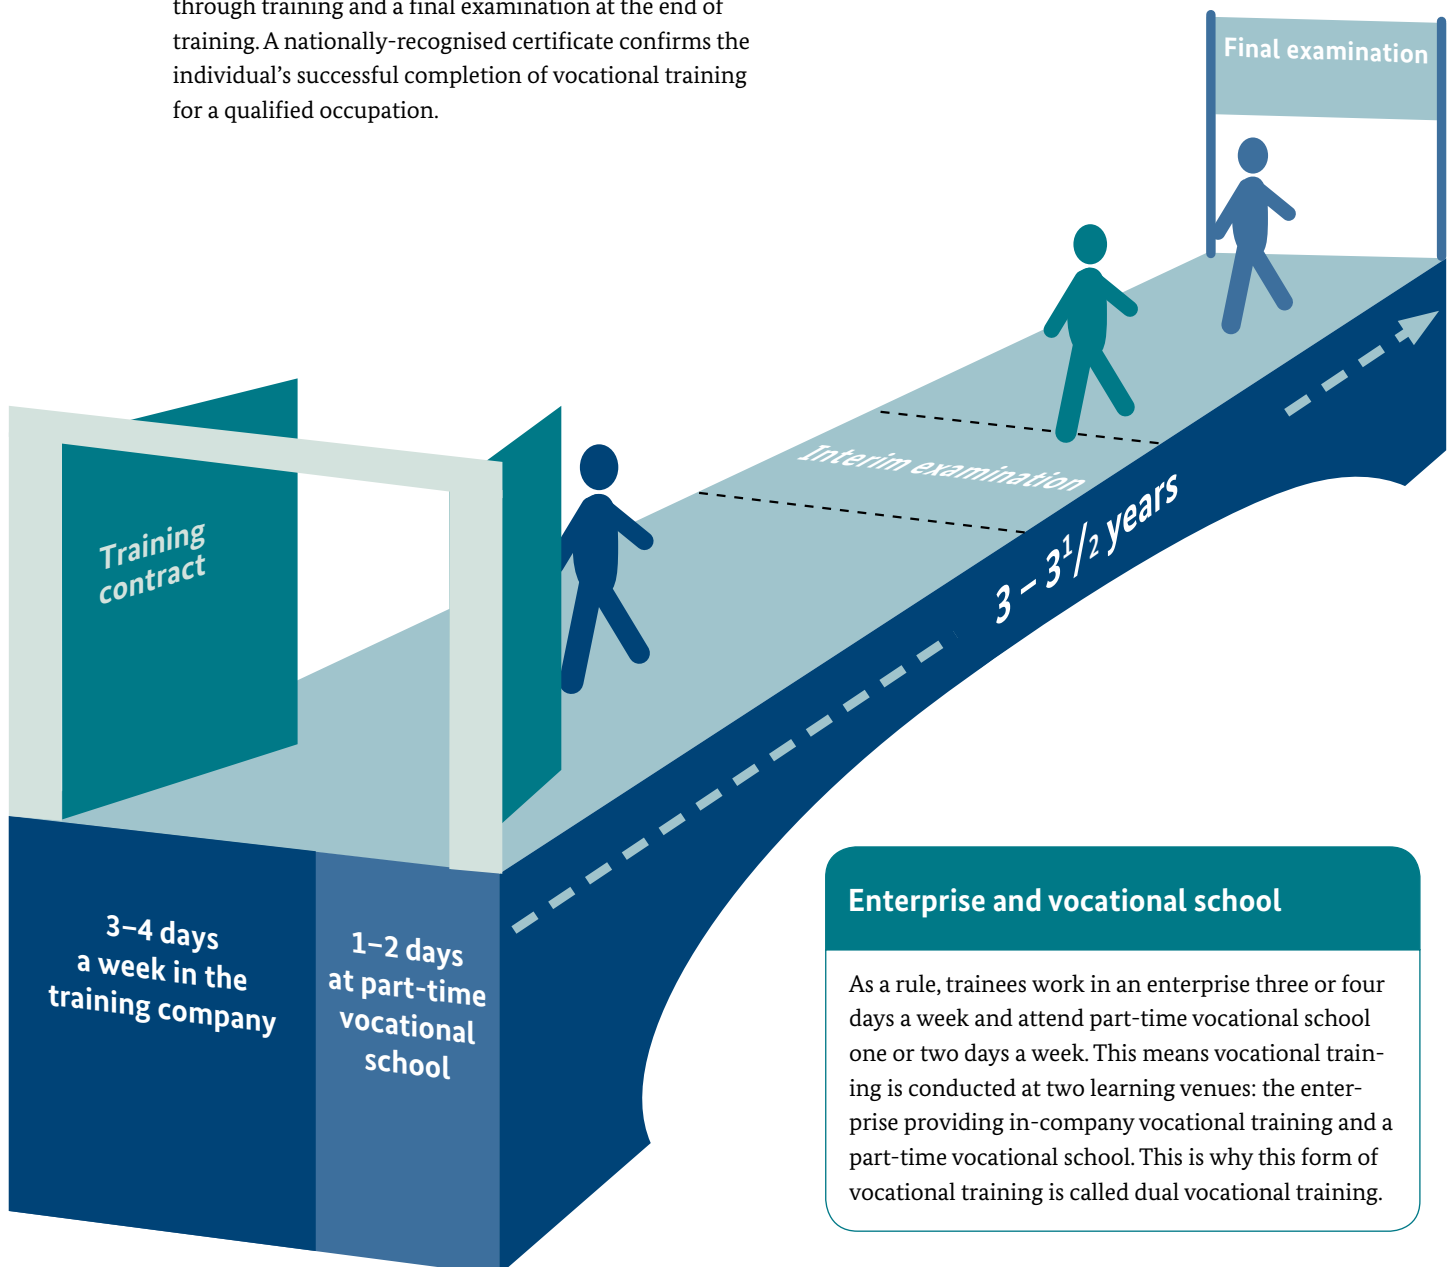 through training and a final examination at the end of
training. A nationally-recognised certificate confirms the
individual’s successful completion of vocational training
for a qualified occupation.
Final examination
Training
contract
Interim examination
3 – 3 1/2 years
3–4 days
a week in the
training company
1–2 days
at part-time
vocational
school
Enterprise and vocational school
As a rule, trainees work in an enterprise three or four
days a week and attend part-time vocational school
one or two days a week. This means vocational train-
ing is conducted at two learning venues: the enter-
prise providing in-company vocational training and a
part-time vocational school. This is why this form of
vocational training is called dual vocational training.